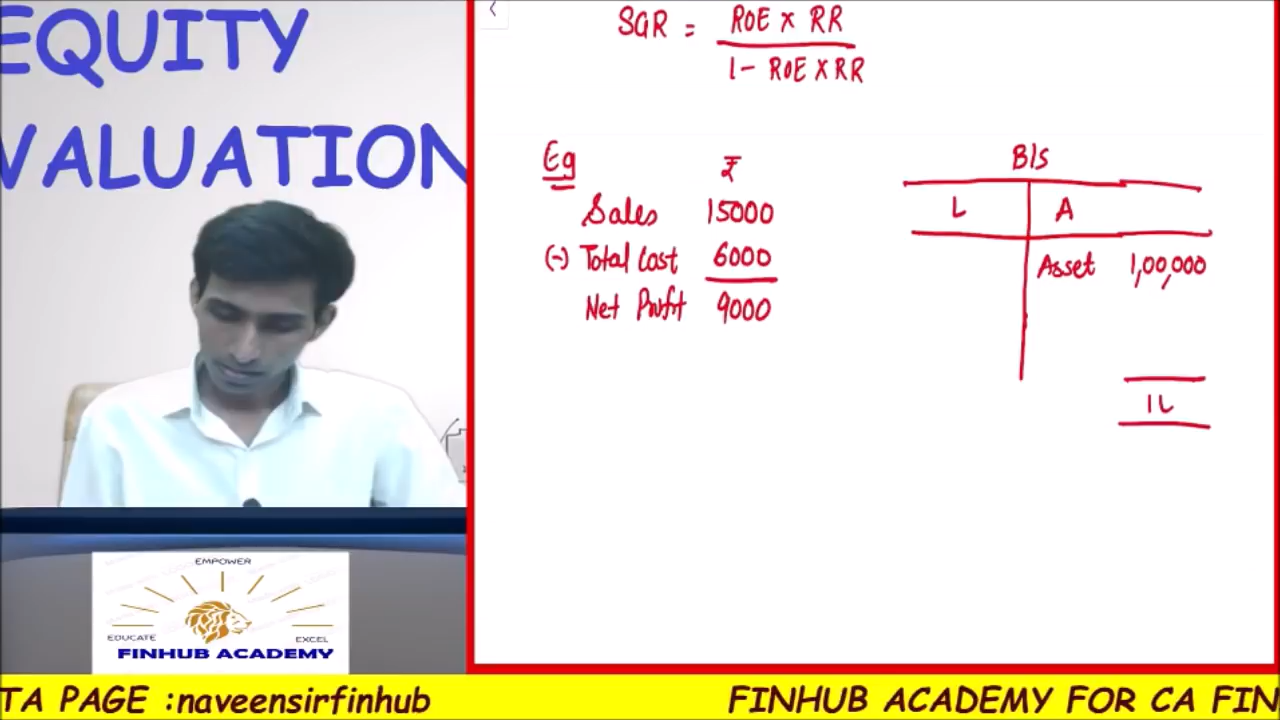 EQUITY
VALUATION
SGR = ROE X RR
1 - ROE X RR
Eg ₹
Sales 15000
(-) Total Cost 6000
Net Profit 9000
B/s
L A
Asset 1,00,000
1L
EMPOWER
EDUCATE EXCEL
FINHUB ACADEMY
TA PAGE :naveensirfinhub FINHUB ACADEMY FOR CA FIN